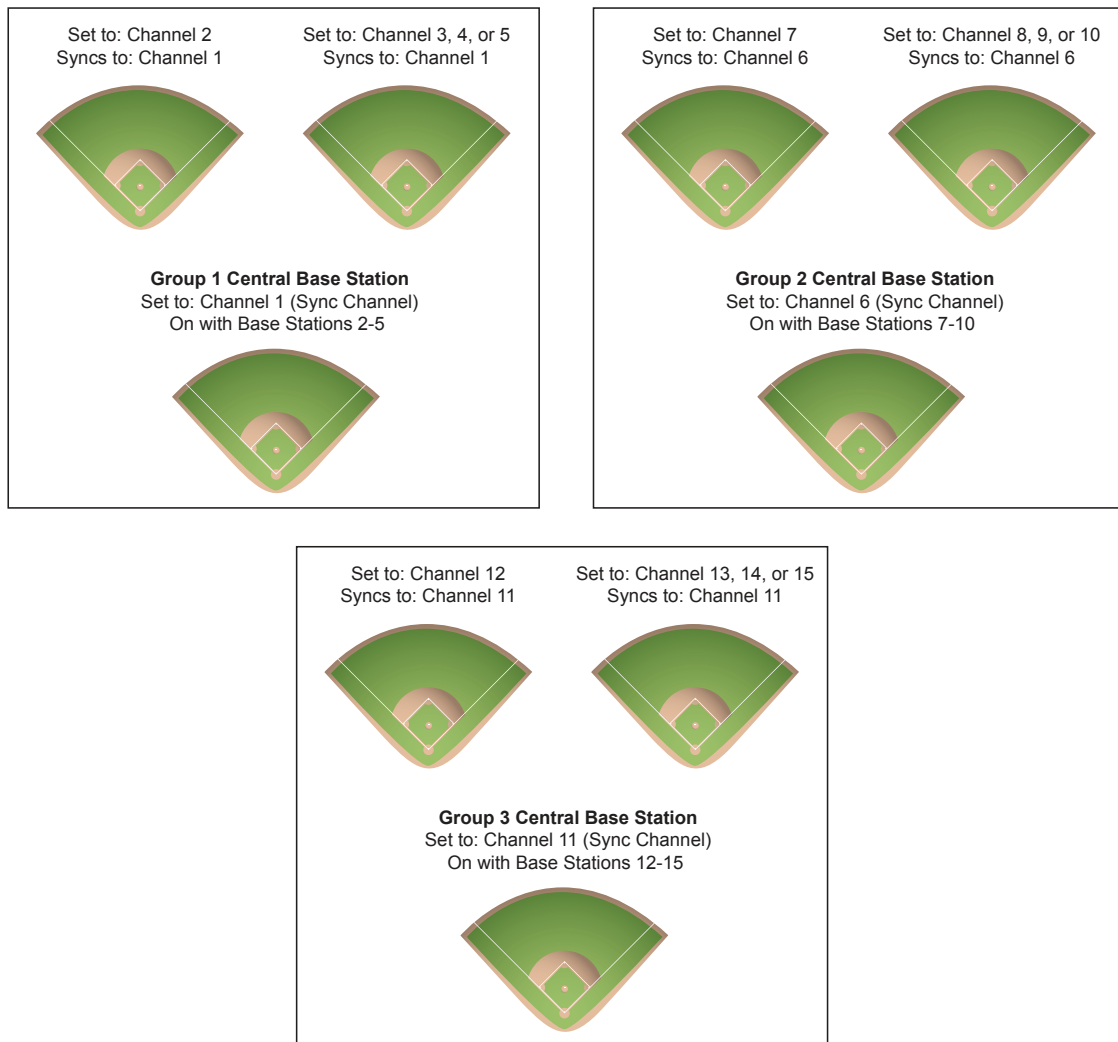 Set to: Channel 2
Syncs to: Channel 1
Set to: Channel 3, 4, or 5
Syncs to: Channel 1
Group 1 Central Base Station
Set to: Channel 1 (Sync Channel)
On with Base Stations 2-5
Set to: Channel 7
Syncs to: Channel 6
Set to: Channel 8, 9, or 10
Syncs to: Channel 6
Group 2 Central Base Station
Set to: Channel 6 (Sync Channel)
On with Base Stations 7-10
Set to: Channel 12
Syncs to: Channel 11
Set to: Channel 13, 14, or 15
Syncs to: Channel 11
Group 3 Central Base Station
Set to: Channel 11 (Sync Channel)
On with Base Stations 12-15